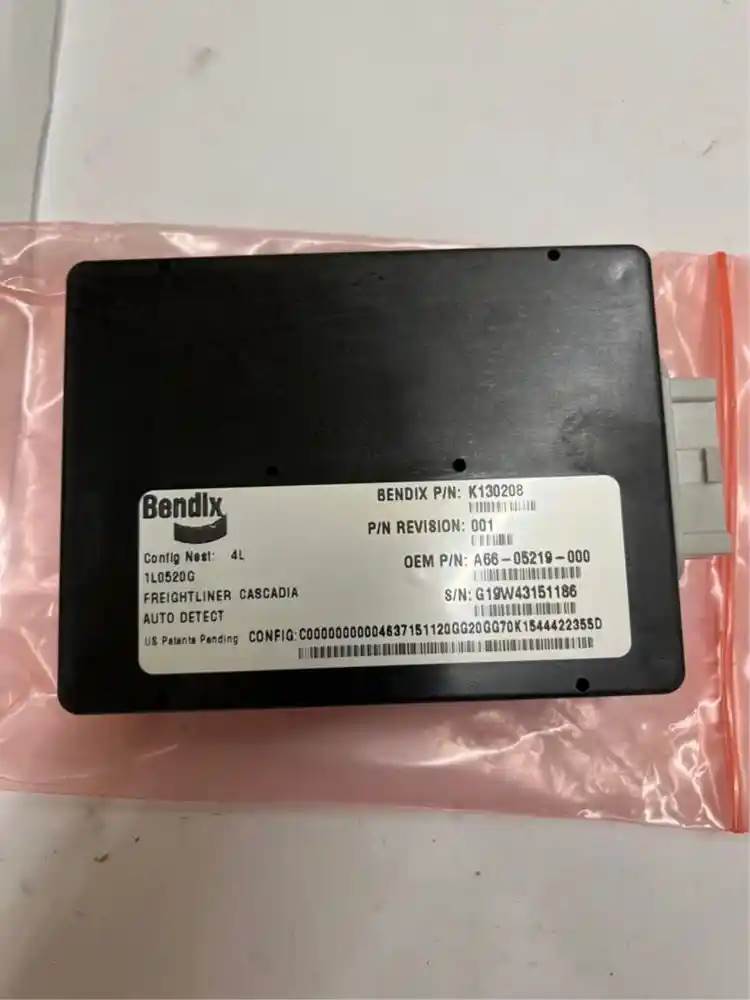 Bendix
BENDIX P/N: K130208
P/N REVISION: 001
Config Nest: 4L
OEM P/N: A66-05219-000
1L0520G
S/N: G19W43151186
FREIGHTLINER CASCADIA
AUTO DETECT
US Patents Pending
CONFIG: C00000000004637151120GG20GG70K1544422355D